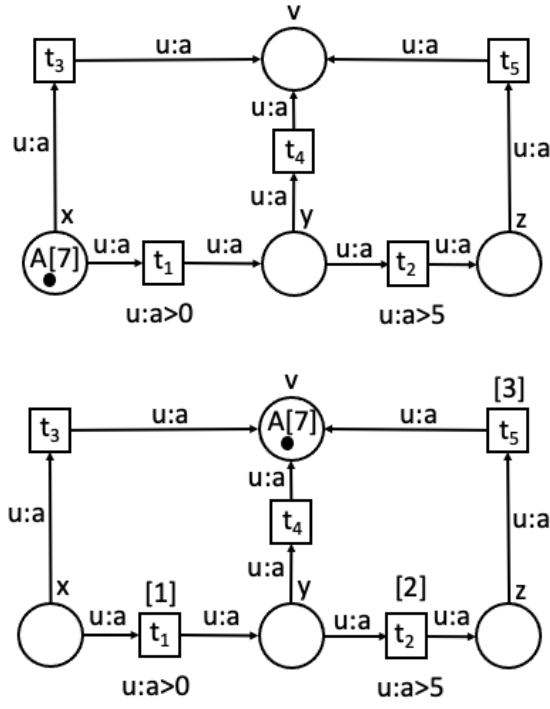 v
t₃ u:a u:a t₅
u:a
u:a t₄ u:a
u:a
x y z
A[7] u:a t₁ u:a u:a t₂ u:a
u:a>0 u:a>5
v [3]
t₃ u:a A[7] u:a t₅
u:a
u:a t₄ u:a
u:a
x [1] y [2] z
u:a t₁ u:a u:a t₂ u:a
u:a>0 u:a>5